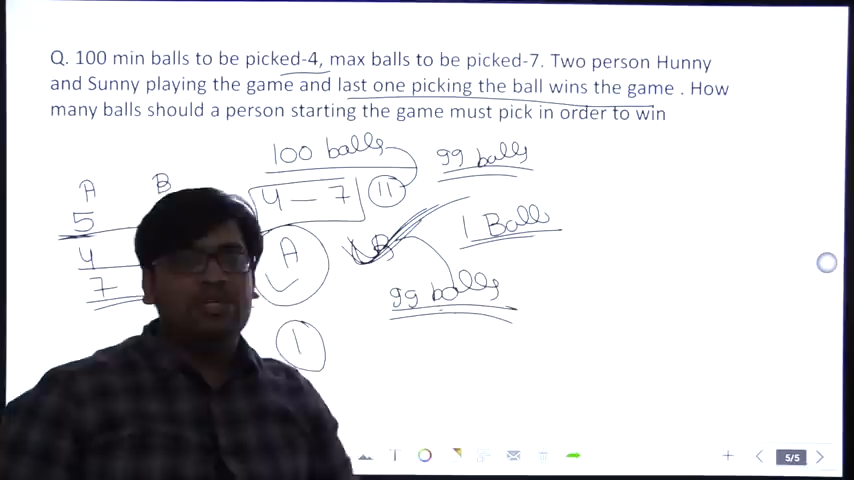 Q. 100 min balls to be picked-4, max balls to be picked-7. Two person Hunny
and Sunny playing the game and last one picking the ball wins the game . How
many balls should a person starting the game must pick in order to win
100 balls
99 balls
A B
4 - 7 11
5
1 Ball
A
4
7
99 balls
1
5/5